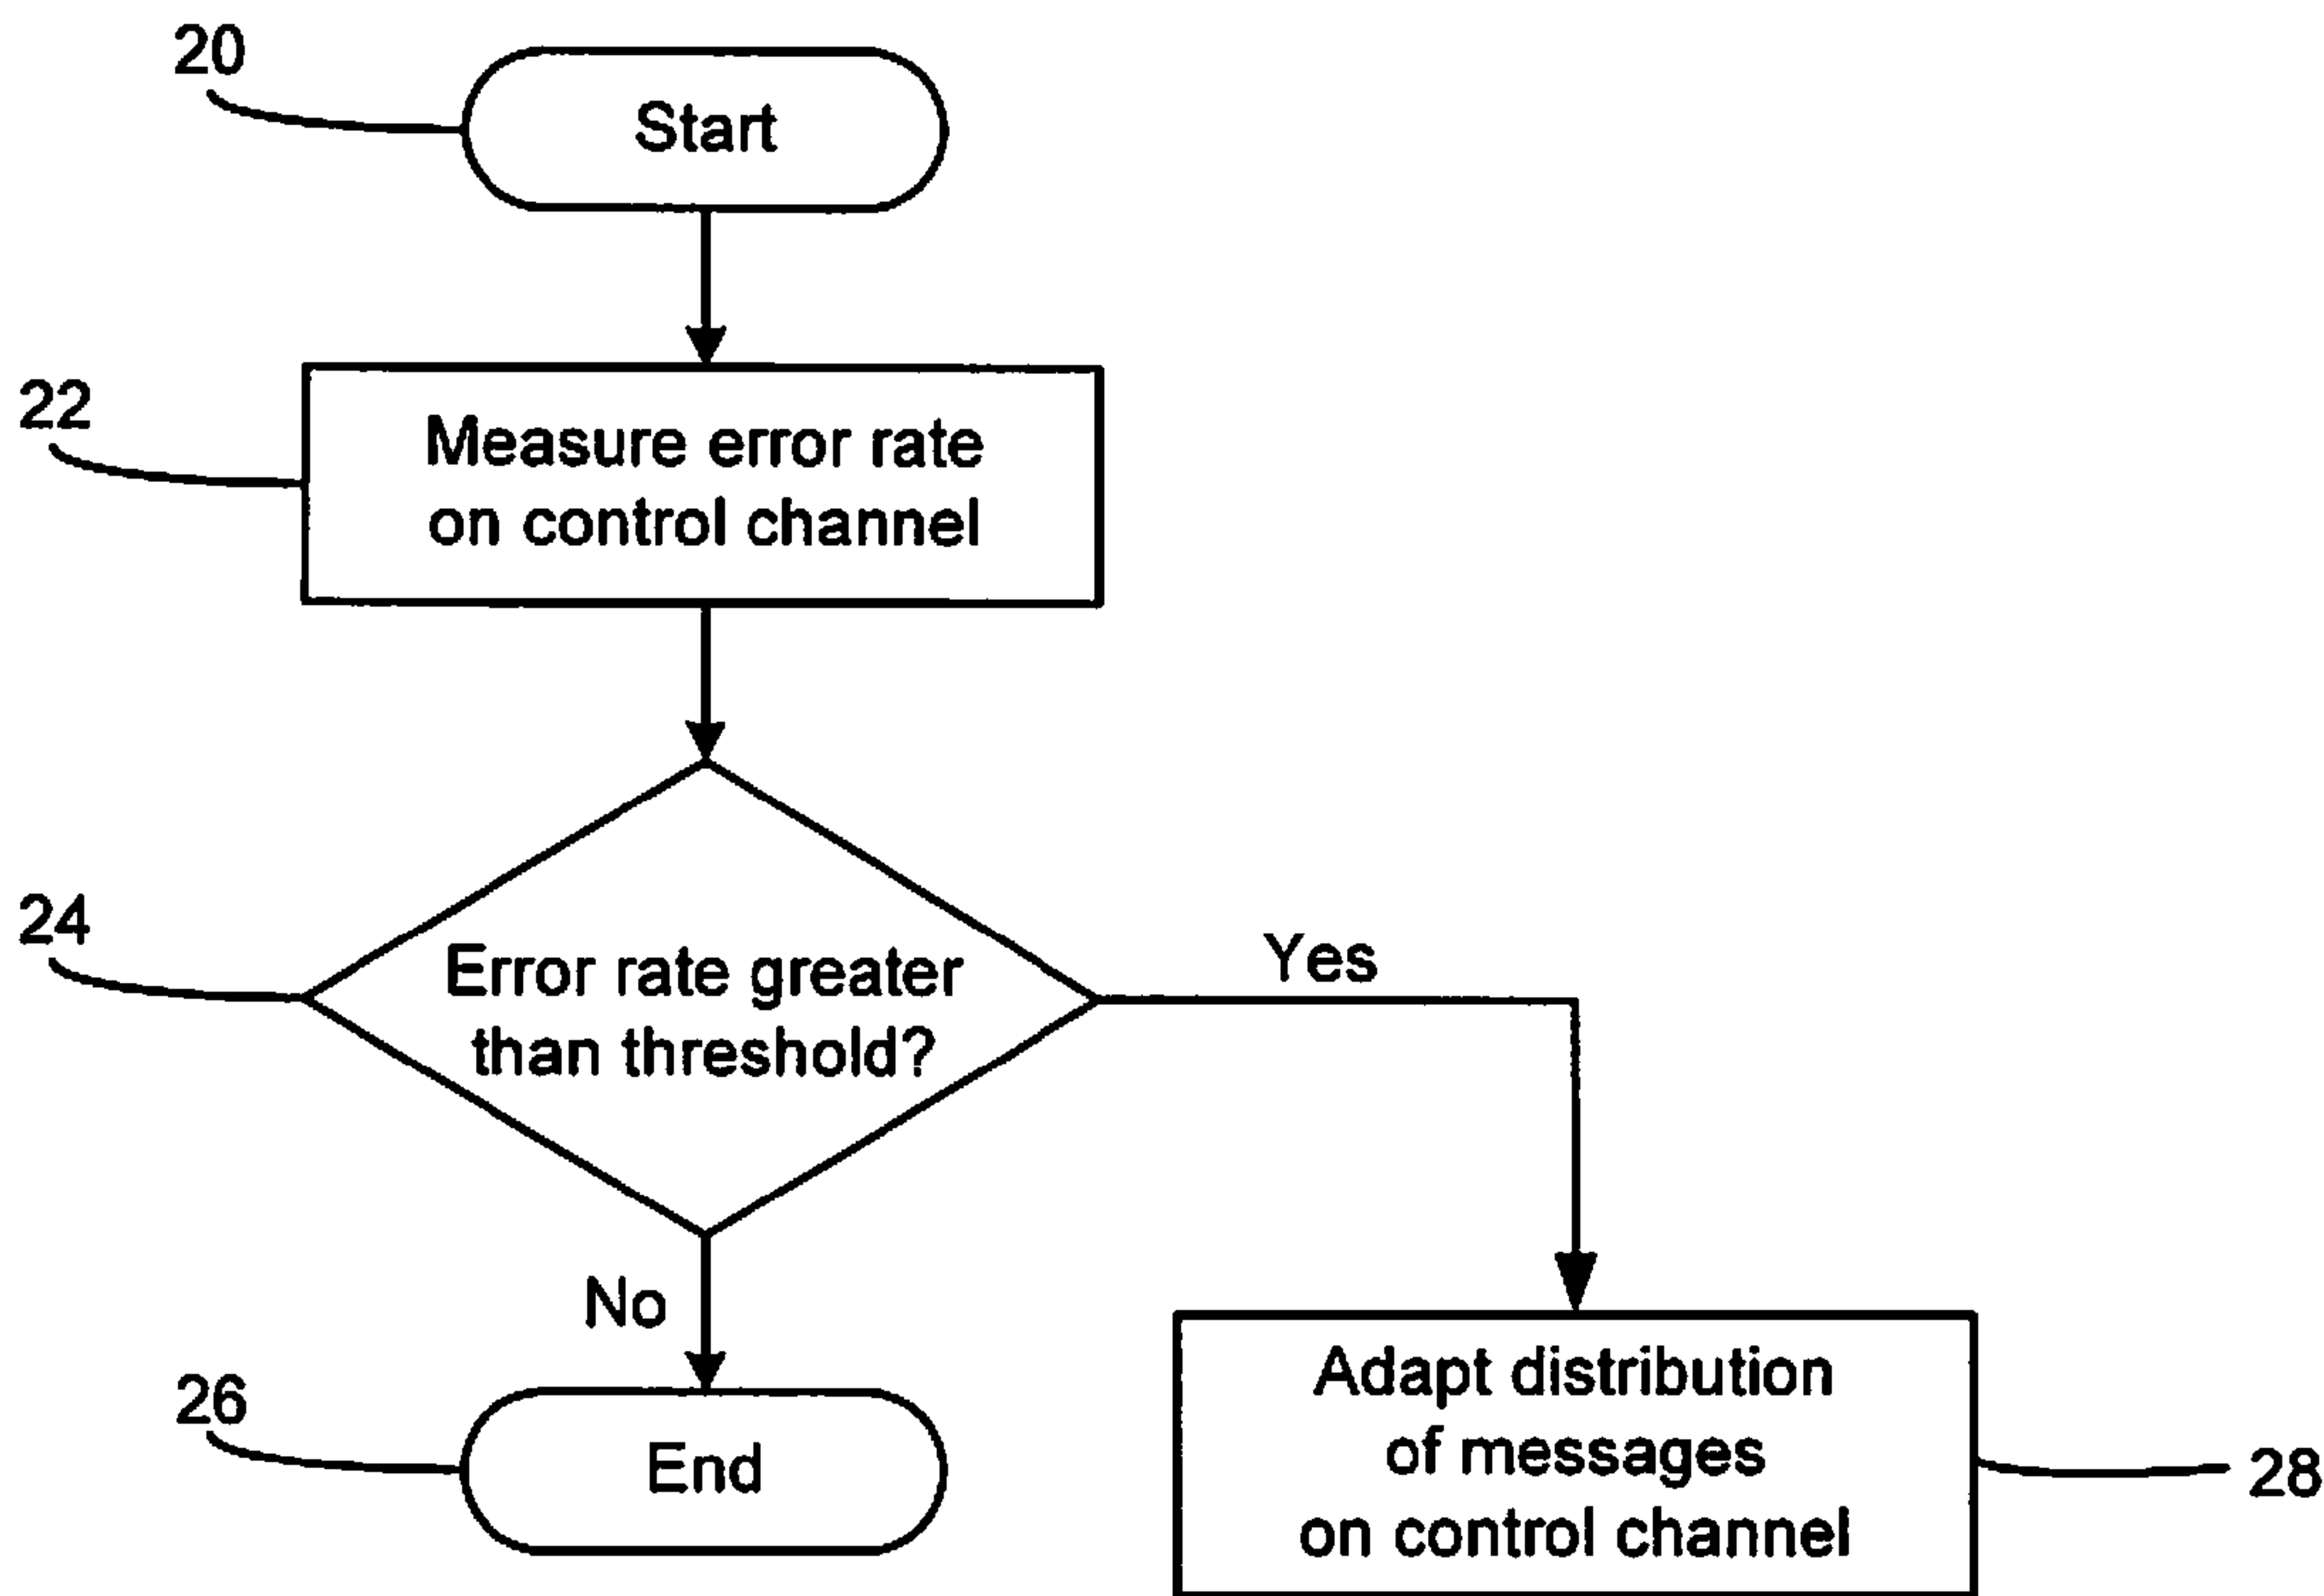 20
Start
22
Measure error rate
on control channel
24
Error rate greater
than threshold?
Yes
No
26
End
Adapt distribution
of messages
on control channel
28